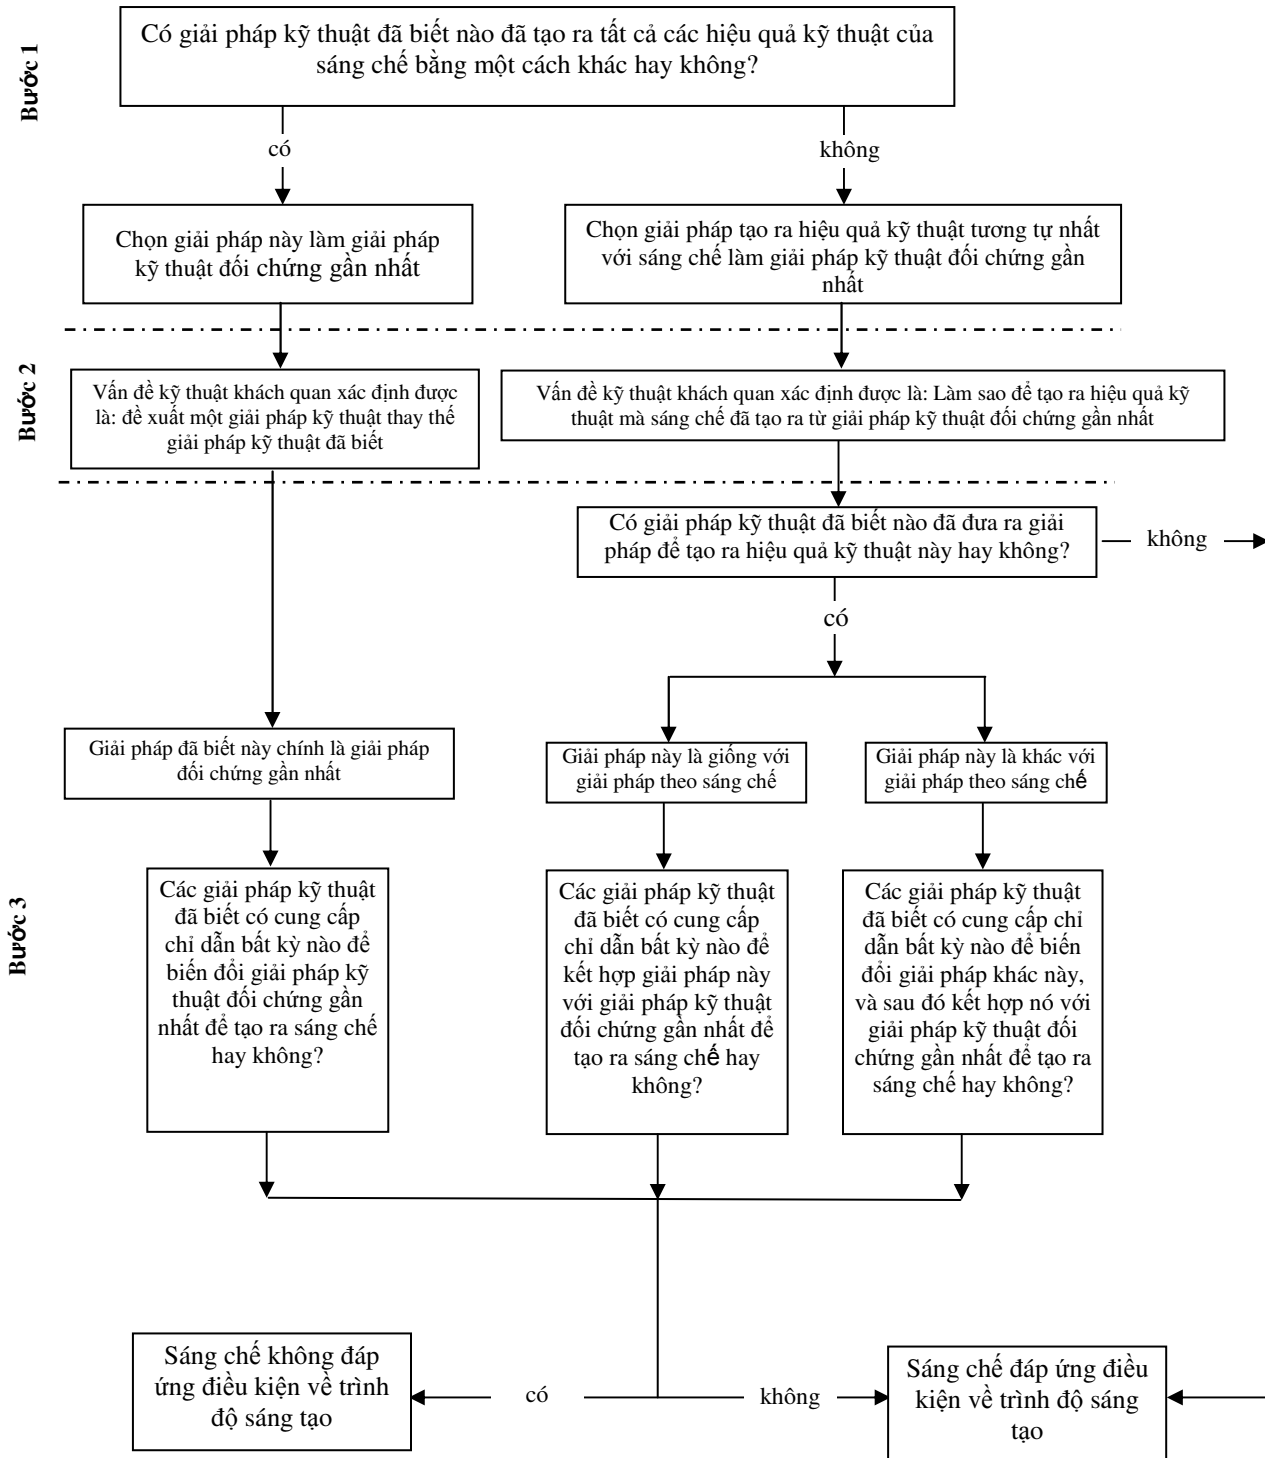 Bước 1
Có giải pháp kỹ thuật đã biết nào đã tạo ra tất cả các hiệu quả kỹ thuật của
sáng chế bằng một cách khác hay không?
có
không
Chọn giải pháp này làm giải pháp
kỹ thuật đối chứng gần nhất
Chọn giải pháp tạo ra hiệu quả kỹ thuật tương tự nhất
với sáng chế làm giải pháp kỹ thuật đối chứng gần
nhất
Bước 2
Vấn đề kỹ thuật khách quan xác định được
là: đề xuất một giải pháp kỹ thuật thay thế
giải pháp kỹ thuật đã biết
Vấn đề kỹ thuật khách quan xác định được là: Làm sao để tạo ra hiệu quả kỹ
thuật mà sáng chế đã tạo ra từ giải pháp kỹ thuật đối chứng gần nhất
Có giải pháp kỹ thuật đã biết nào đã đưa ra giải
pháp để tạo ra hiệu quả kỹ thuật này hay không?
không
có
Bước 3
Giải pháp đã biết này chính là giải pháp
đối chứng gần nhất
Giải pháp này là giống với
giải pháp theo sáng chế
Giải pháp này là khác với
giải pháp theo sáng chế
Các giải pháp kỹ thuật
đã biết có cung cấp
chỉ dẫn bất kỳ nào để
biến đổi giải pháp kỹ
thuật đối chứng gần
nhất để tạo ra sáng chế
hay không?
Các giải pháp kỹ thuật
đã biết có cung cấp
chỉ dẫn bất kỳ nào để
kết hợp giải pháp này
với giải pháp kỹ thuật
đối chứng gần nhất để
tạo ra sáng chế hay
không?
Các giải pháp kỹ thuật
đã biết có cung cấp chỉ
dẫn bất kỳ nào để biến
đổi giải pháp khác này,
và sau đó kết hợp nó với
giải pháp kỹ thuật đối
chứng gần nhất để tạo ra
sáng chế hay không?
Sáng chế không đáp
ứng điều kiện về trình
độ sáng tạo
có
không
Sáng chế đáp ứng điều
kiện về trình độ sáng
tạo